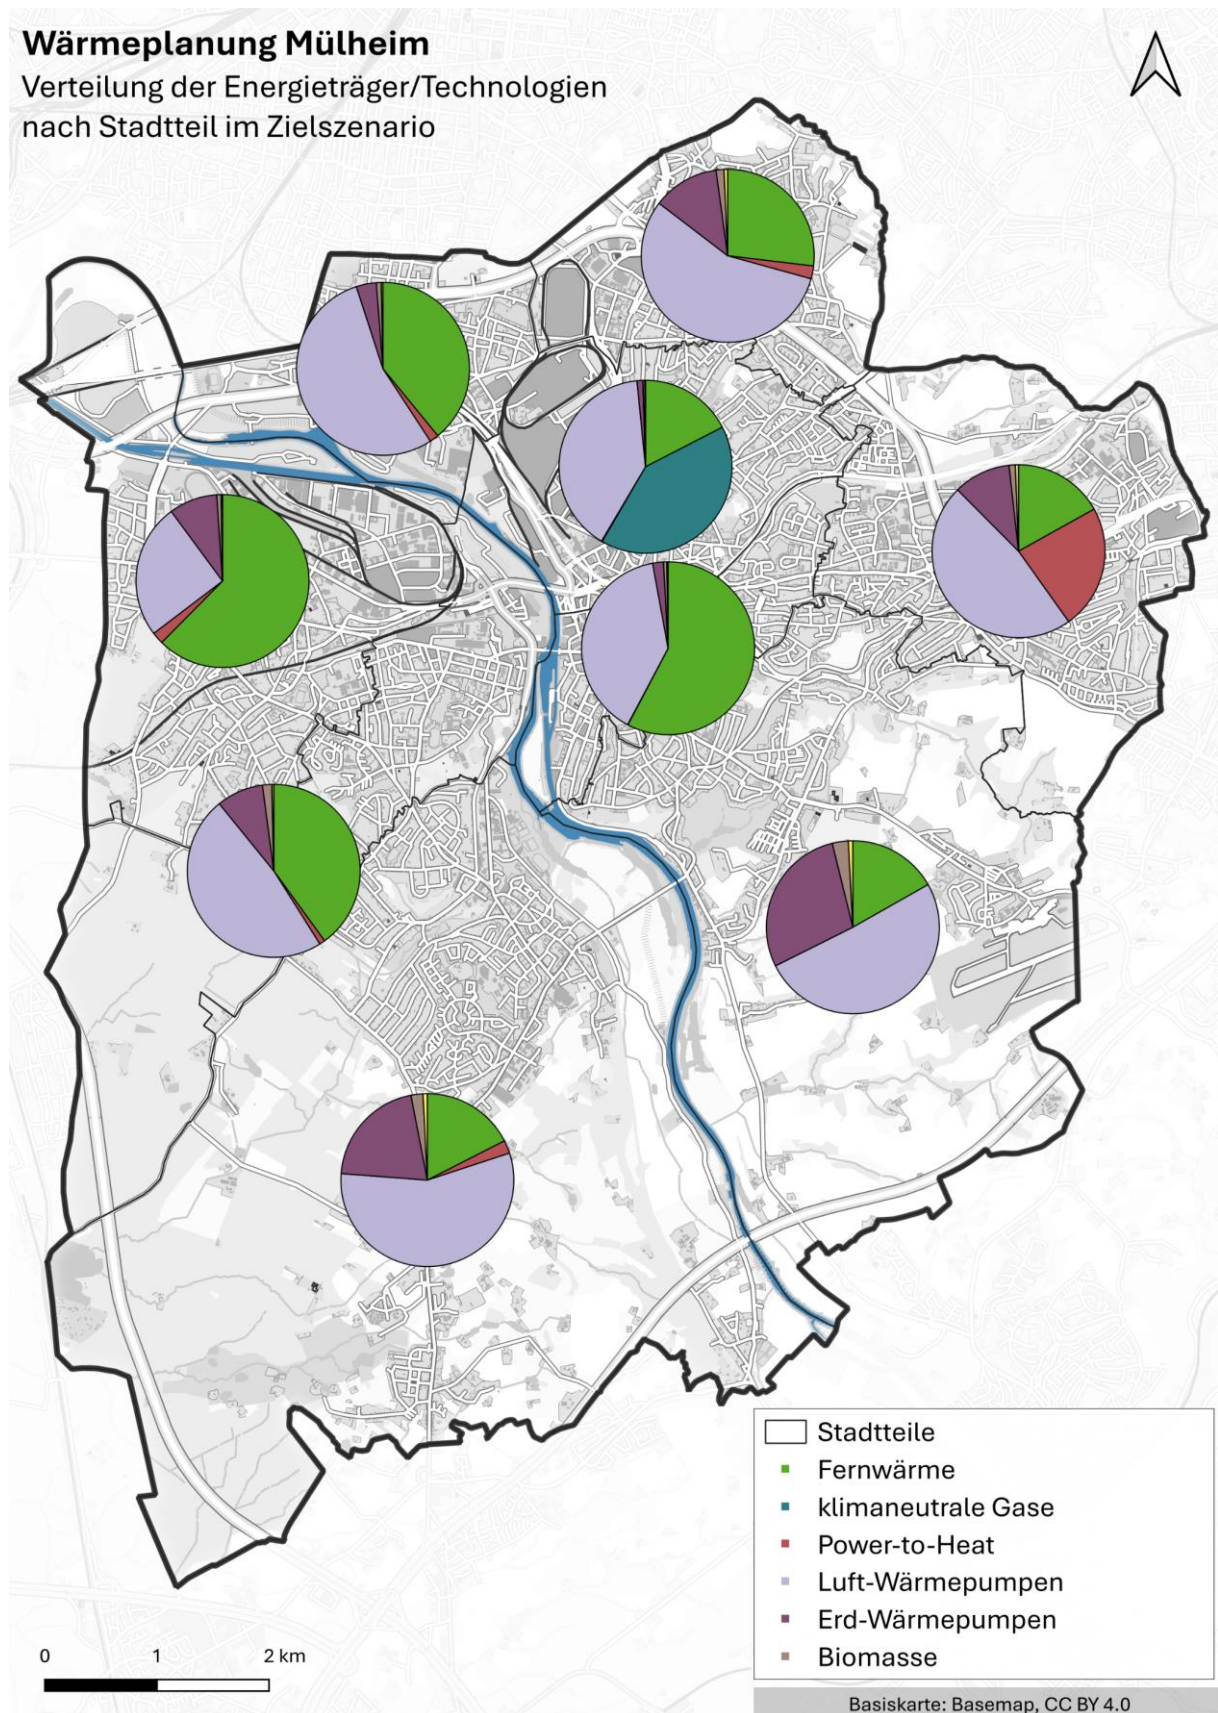 Wärmeplanung Mülheim
Verteilung der Energieträger/Technologien
nach Stadtteil im Zielszenario
Stadtteile
Fernwärme
klimaneutrale Gase
Power-to-Heat
Luft-Wärmepumpen
Erd-Wärmepumpen
Biomasse
0 1 2 km
Basiskarte: Basemap, CC BY 4.0